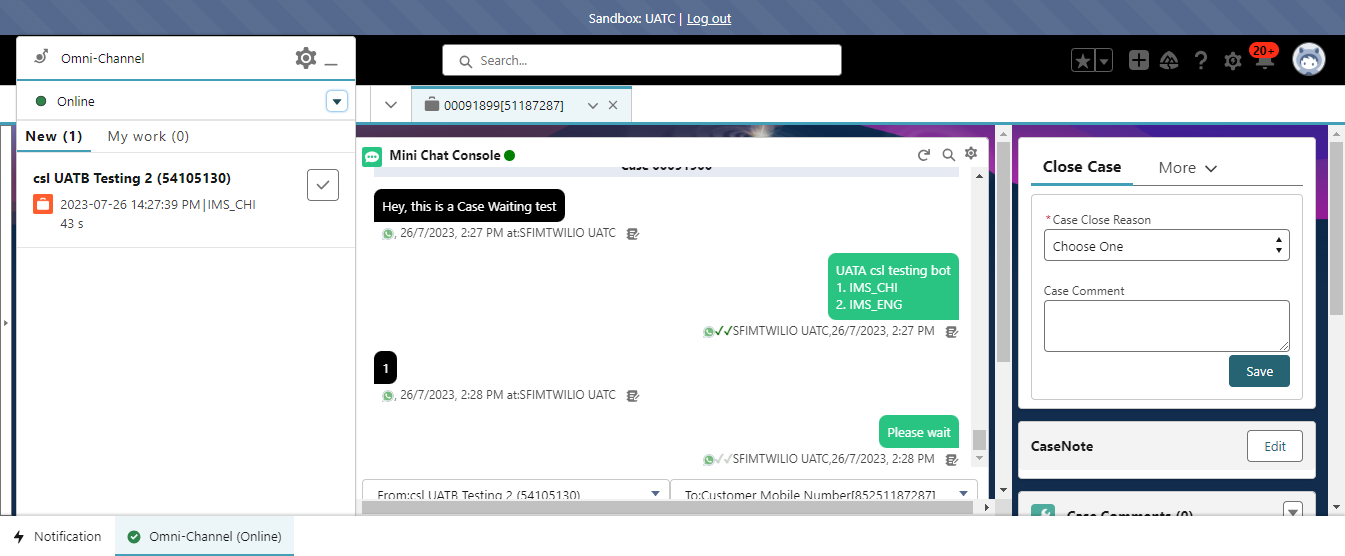 Sandbox: UATC | Log out
Omni-Channel
Search...
20+
Online
00091899[51187287]
New (1) My work (0)
csl UATB Testing 2 (54105130)
2023-07-26 14:27:39 PM|IMS_CHI
43 s
Mini Chat Console
Case 00091900
Hey, this is a Case Waiting test
, 26/7/2023, 2:27 PM at:SFIMTWILIO UATC
UATA csl testing bot
1. IMS_CHI
2. IMS_ENG
SFIMTWILIO UATC,26/7/2023, 2:27 PM
1
, 26/7/2023, 2:28 PM at:SFIMTWILIO UATC
Please wait
SFIMTWILIO UATC,26/7/2023, 2:28 PM
From:csl UATB Testing 2 (54105130)
To:Customer Mobile Number[85251187287]
Close Case More
*Case Close Reason
Choose One
Case Comment
Save
CaseNote
Edit
Case Comments (0)
Notification
Omni-Channel (Online)